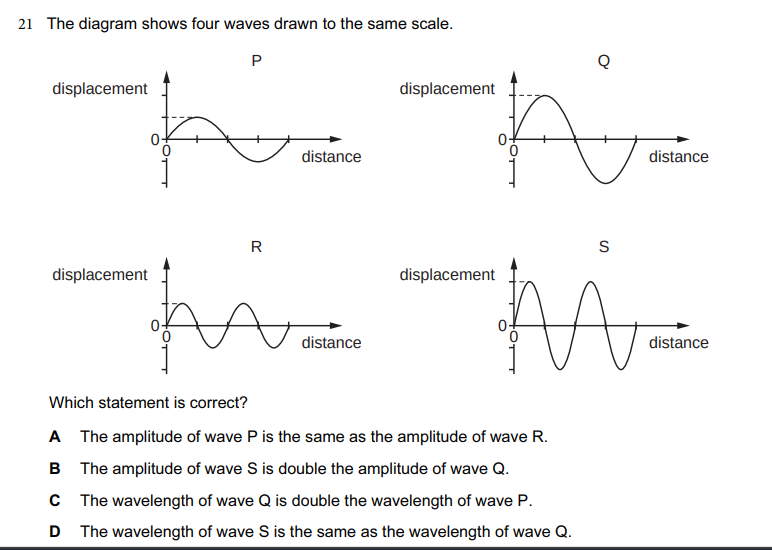 21 The diagram shows four waves drawn to the same scale.
P
displacement
0
0
distance
Q
displacement
0
0
distance
R
displacement
0
0
distance
S
displacement
0
0
distance
Which statement is correct?
A The amplitude of wave P is the same as the amplitude of wave R.
B The amplitude of wave S is double the amplitude of wave Q.
C The wavelength of wave Q is double the wavelength of wave P.
D The wavelength of wave S is the same as the wavelength of wave Q.